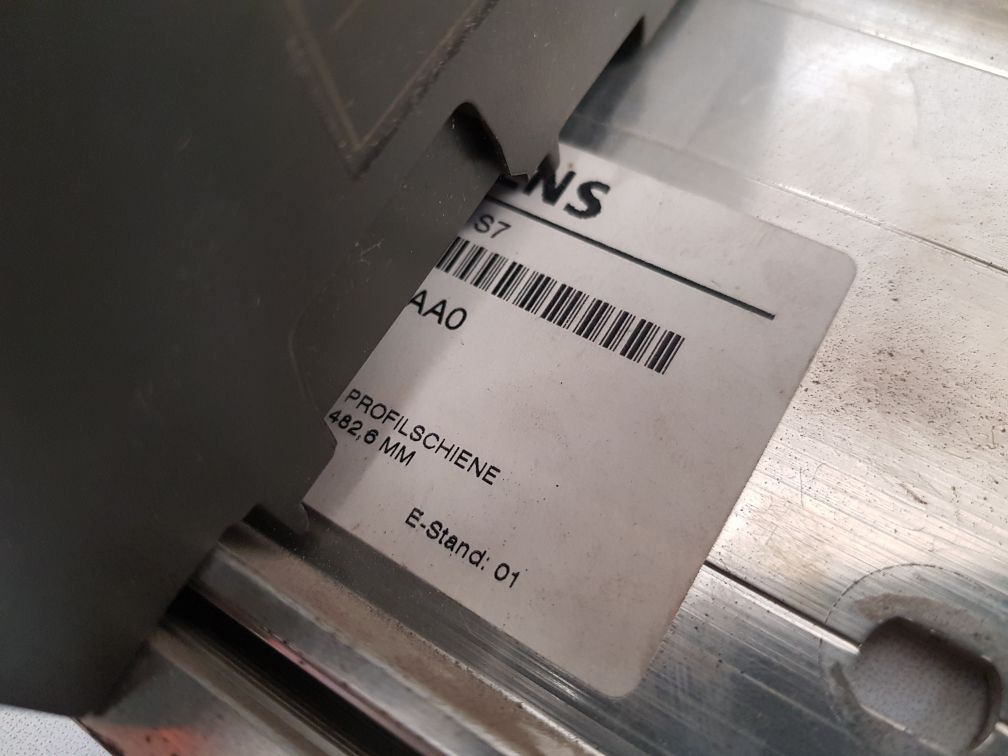 ENS
S7
AA0
PROFILSCHIENE
482,6 MM
E-Stand: 01